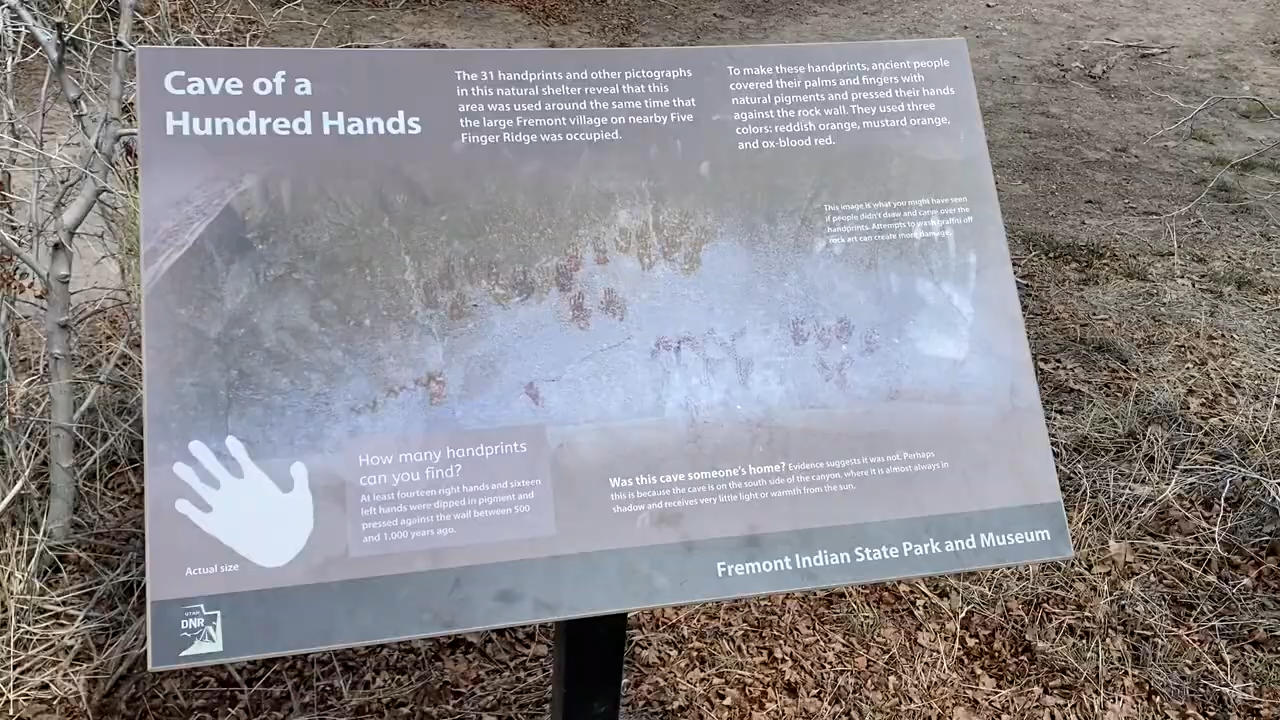 Cave of a
Hundred Hands
The 31 handprints and other pictographs
in this natural shelter reveal that this
area was used around the same time that
the large Fremont village on nearby Five
Finger Ridge was occupied.
To make these handprints, ancient people
covered their palms and fingers with
natural pigments and pressed their hands
against the rock wall. They used three
colors: reddish orange, mustard orange,
and ox-blood red.
This image is what you might have seen
if people didn't draw and carve over the
handprints. Attempts to wash graffiti off
rock art can create more damage.
How many handprints
can you find?
At least fourteen right hands and sixteen
left hands were dipped in pigment and
pressed against the wall between 500
and 1,000 years ago.
Was this cave someone's home? Evidence suggests it was not. Perhaps
this is because the cave is on the south side of the canyon, where it is almost always in
shadow and receives very little light or warmth from the sun.
Actual size
Fremont Indian State Park and Museum
UTAH
DNR